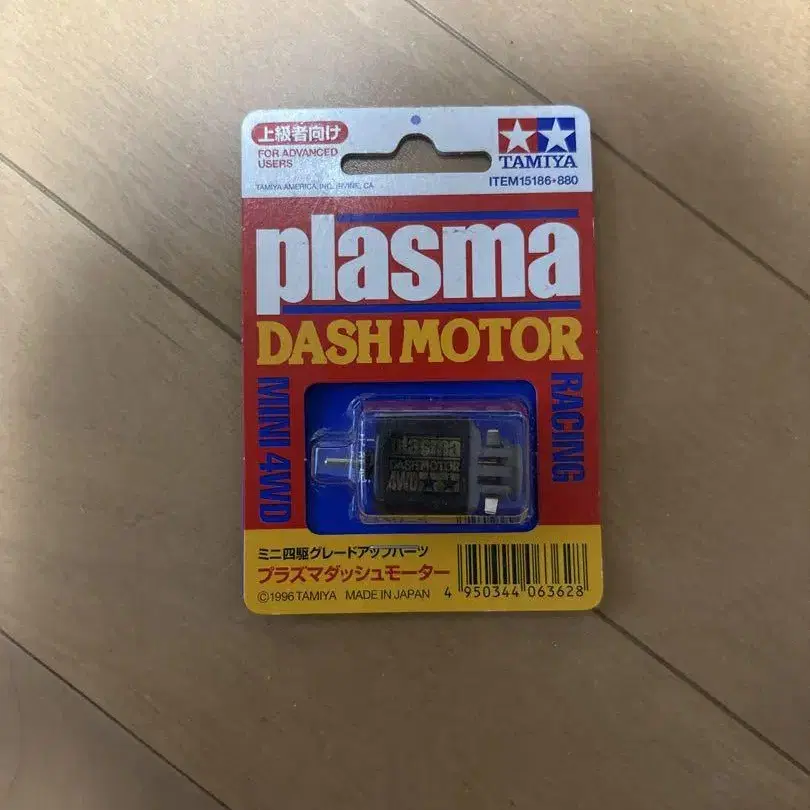 上級者向け
FOR ADVANCED
USERS
TAMIYA AMERICA, INC. IRVINE, CA
TAMIYA
ITEM15186•880
plasma
DASH MOTOR
MINI 4WD
RACING
plasma
DASH MOTOR
4WD
ミニ四駆グレードアップパーツ
プラズマダッシュモーター
©1996 TAMIYA MADE IN JAPAN
4 950344 063628